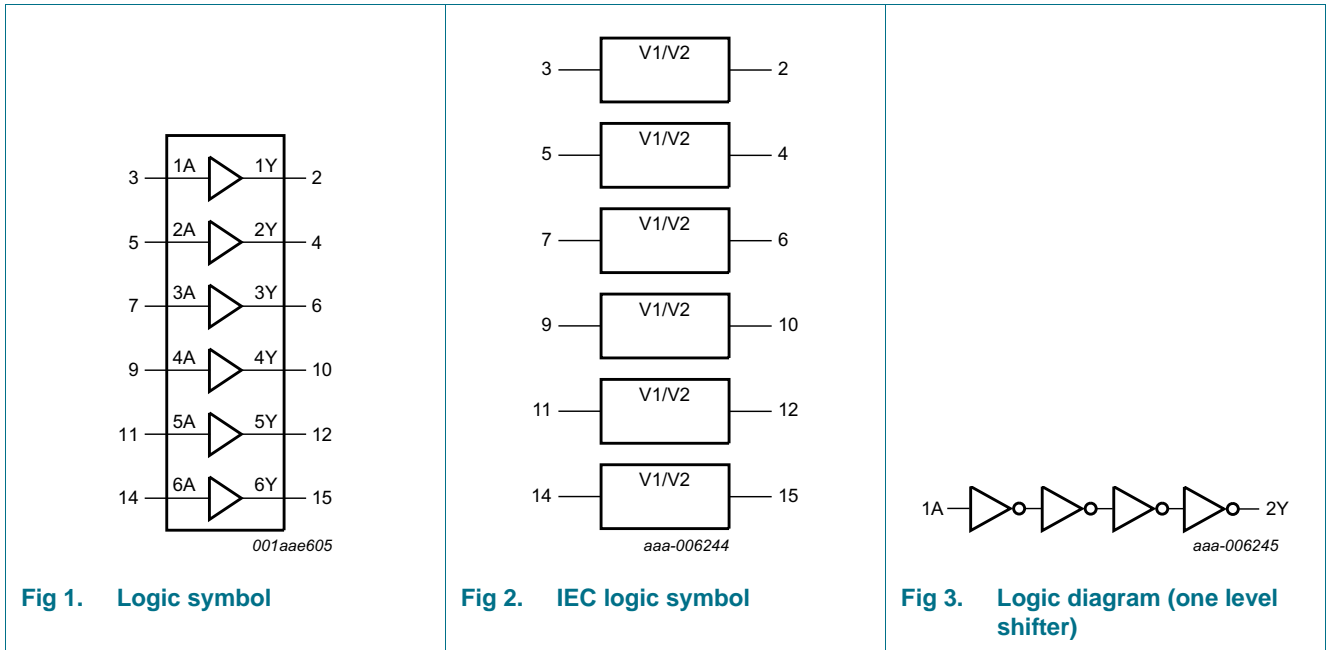 3 1A 1Y 2
5 2A 2Y 4
7 3A 3Y 6
9 4A 4Y 10
11 5A 5Y 12
14 6A 6Y 15
001aae605
Fig 1. Logic symbol
3 V1/V2 2
5 V1/V2 4
7 V1/V2 6
9 V1/V2 10
11 V1/V2 12
14 V1/V2 15
aaa-006244
Fig 2. IEC logic symbol
1A 2Y
aaa-006245
Fig 3. Logic diagram (one level
shifter)